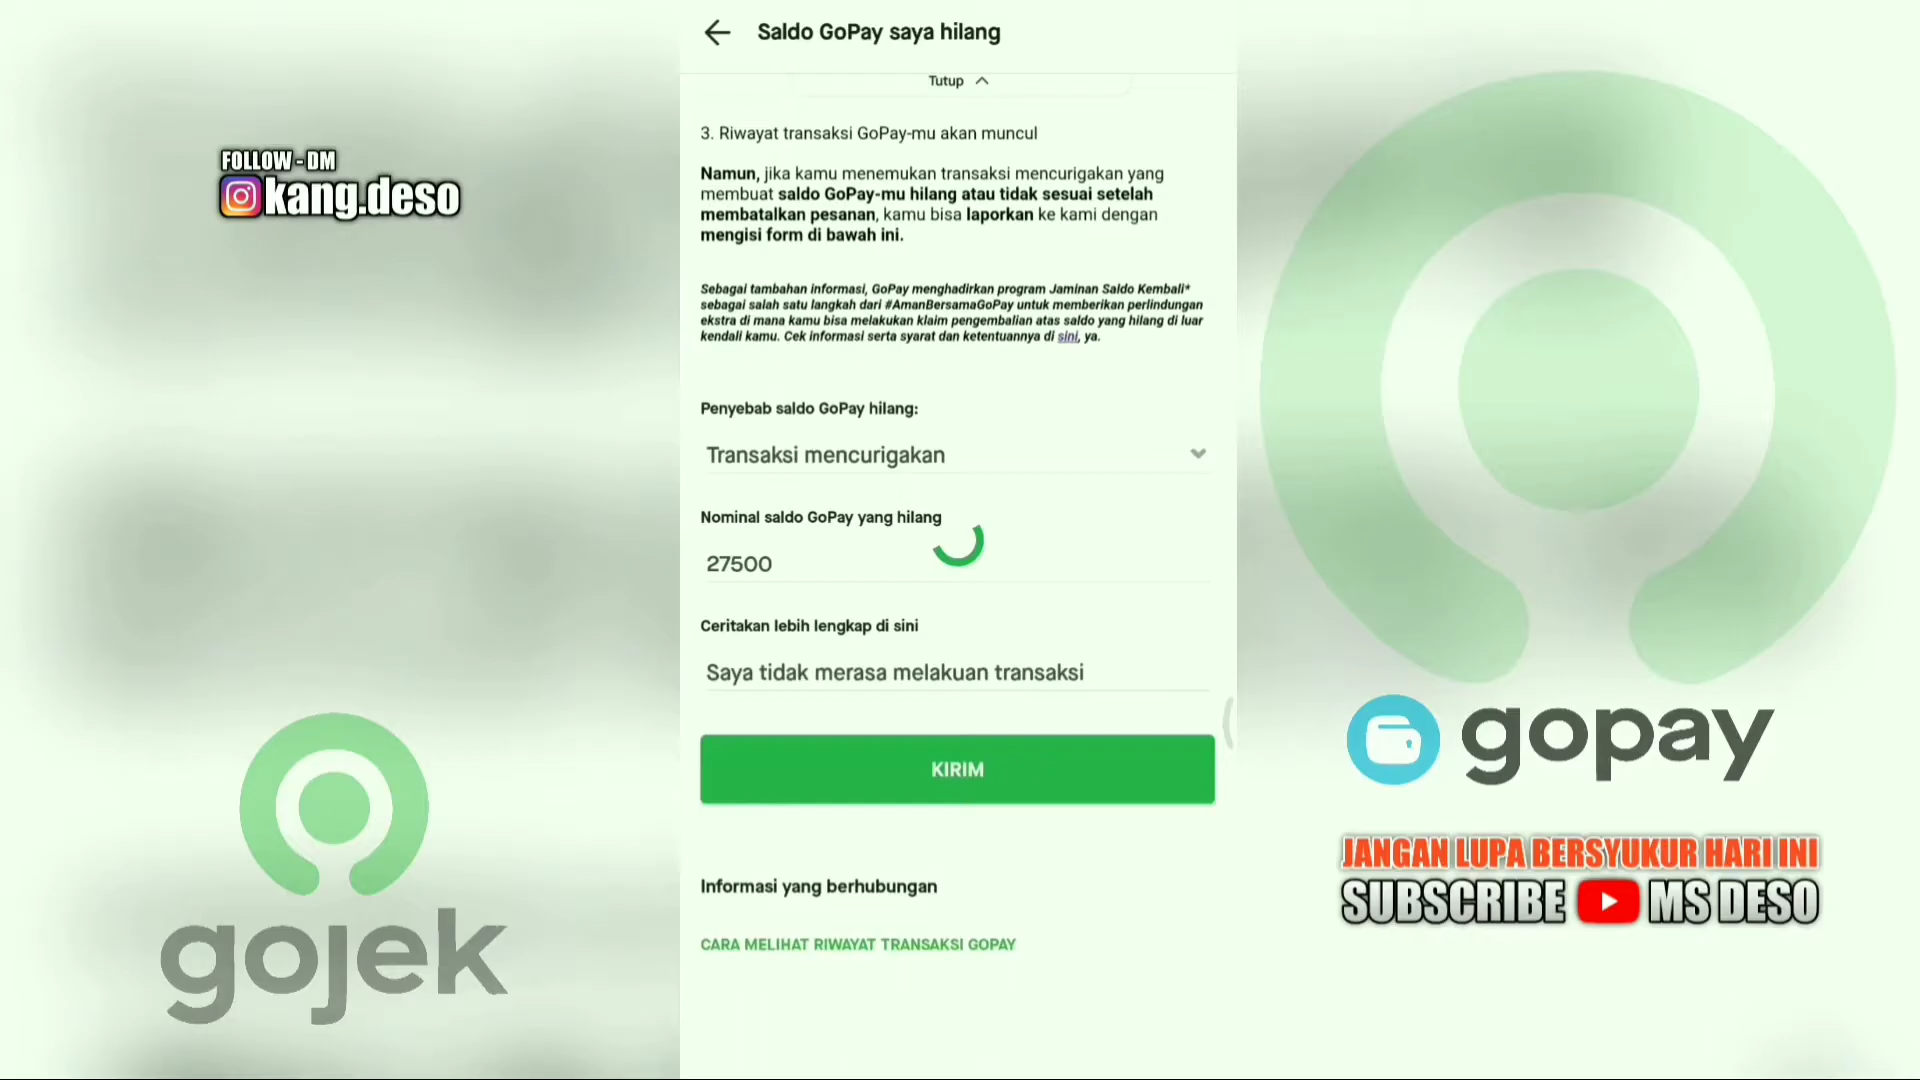 FOLLOW - DM
kang.deso
gojek
Saldo GoPay saya hilang
Tutup
3. Riwayat transaksi GoPay-mu akan muncul
Namun, jika kamu menemukan transaksi mencurigakan yang
membuat saldo GoPay-mu hilang atau tidak sesuai setelah
membatalkan pesanan, kamu bisa laporkan ke kami dengan
mengisi form di bawah ini.
Sebagai tambahan informasi, GoPay menghadirkan program Jaminan Saldo Kembali*
sebagai salah satu langkah dari #AmanBersamaGoPay untuk memberikan perlindungan
ekstra di mana kamu bisa melakukan klaim pengembalian atas saldo yang hilang di luar
kendali kamu. Cek informasi serta syarat dan ketentuannya di sini, ya.
Penyebab saldo GoPay hilang:
Transaksi mencurigakan
Nominal saldo GoPay yang hilang
27500
Ceritakan lebih lengkap di sini
Saya tidak merasa melakuan transaksi
KIRIM
Informasi yang berhubungan
CARA MELIHAT RIWAYAT TRANSAKSI GOPAY
gopay
JANGAN LUPA BERSYUKUR HARI INI
SUBSCRIBE MS DESO